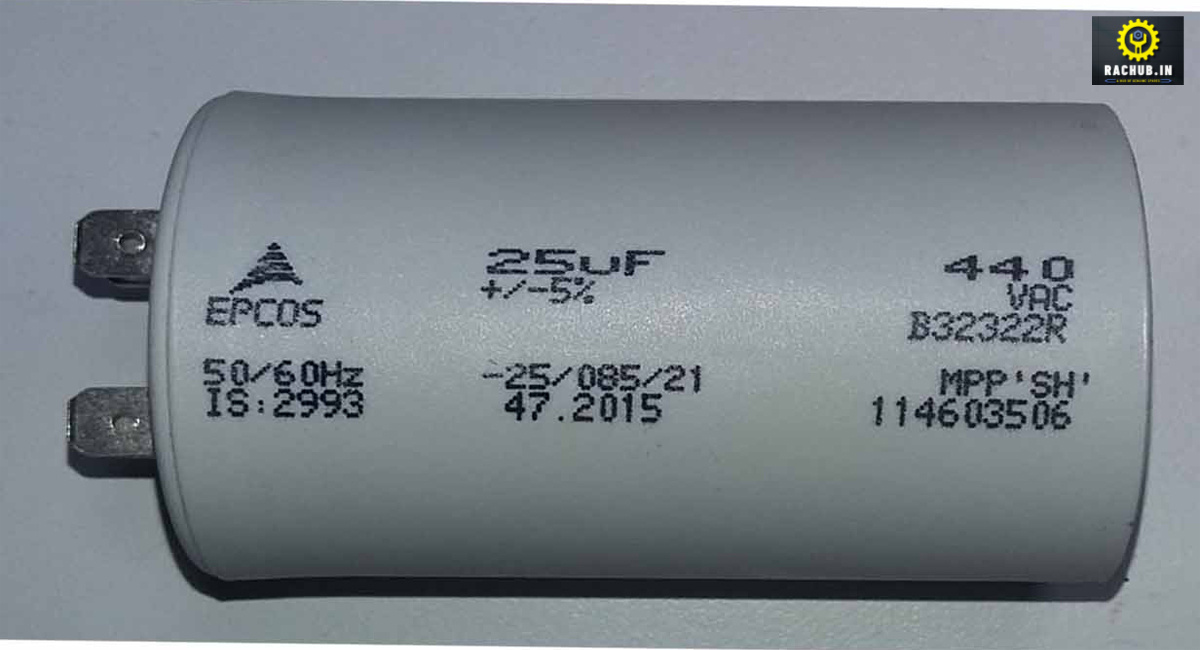 RACHUB.IN
25uF
+/-5%
440
VAC
B32322R
EPCOS
50/60Hz
IS:2993
-25/085/21
47.2015
MPP'SH'
114603506